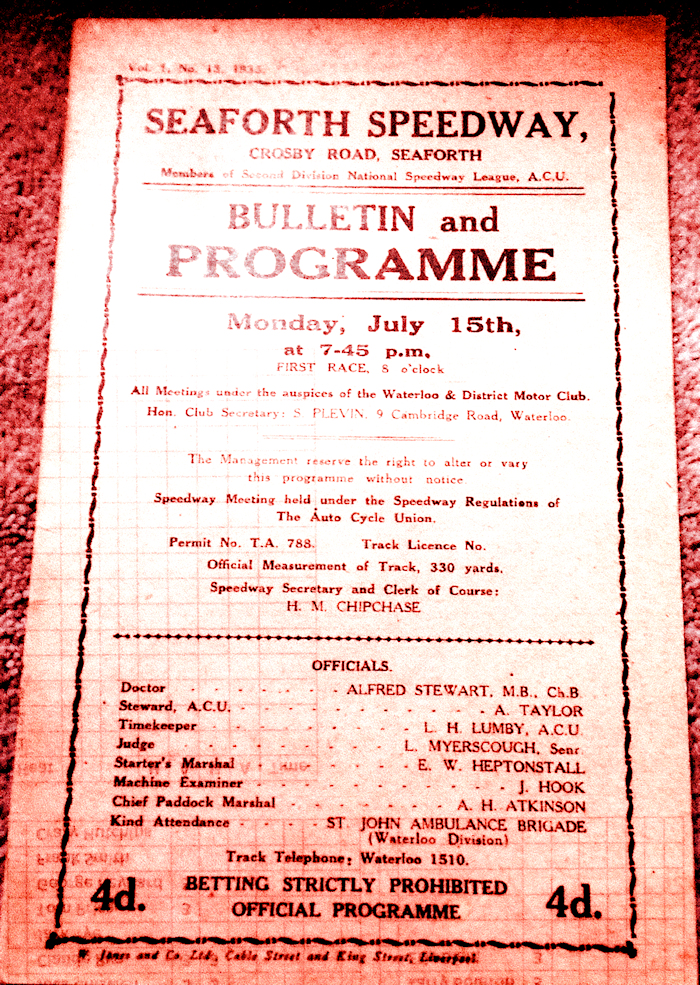 Vol. 1, No. 13, 1935.
SEAFORTH SPEEDWAY,
CROSBY ROAD, SEAFORTH
Members of Second Division National Speedway League, A.C.U.
BULLETIN and
PROGRAMME
Monday, July 15th,
at 7-45 p.m.
FIRST RACE, 8 o'clock
All Meetings under the auspices of the Waterloo & District Motor Club.
Hon. Club Secretary: S. PLEVIN, 9 Cambridge Road, Waterloo.
The Management reserve the right to alter or vary
this programme without notice.
Speedway Meeting held under the Speedway Regulations of
The Auto Cycle Union.
Permit No. T.A. 788. Track Licence No.
Official Measurement of Track, 330 yards.
Speedway Secretary and Clerk of Course:
H. M. CHIPCHASE
OFFICIALS.
Doctor - - - - - - - ALFRED STEWART, M.B., Ch.B.
Steward, A.C.U. - - - - - - - - - - - A. TAYLOR
Timekeeper - - - - - - - - L. H. LUMBY, A.C.U.
Judge - - - - - - - - L. MYERSCOUGH, Senr.
Starter's Marshal - - - - - - - E. W. HEPTONSTALL
Machine Examiner - - - - - - - - - - - J. HOOK
Chief Paddock Marshal - - - - - - - A. H. ATKINSON
Kind Attendance - - - - ST. JOHN AMBULANCE BRIGADE
(Waterloo Division)
Track Telephone: Waterloo 1510.
4d. BETTING STRICTLY PROHIBITED 4d.
OFFICIAL PROGRAMME
W. Jones and Co. Ltd., Cable Street and King Street, Liverpool.